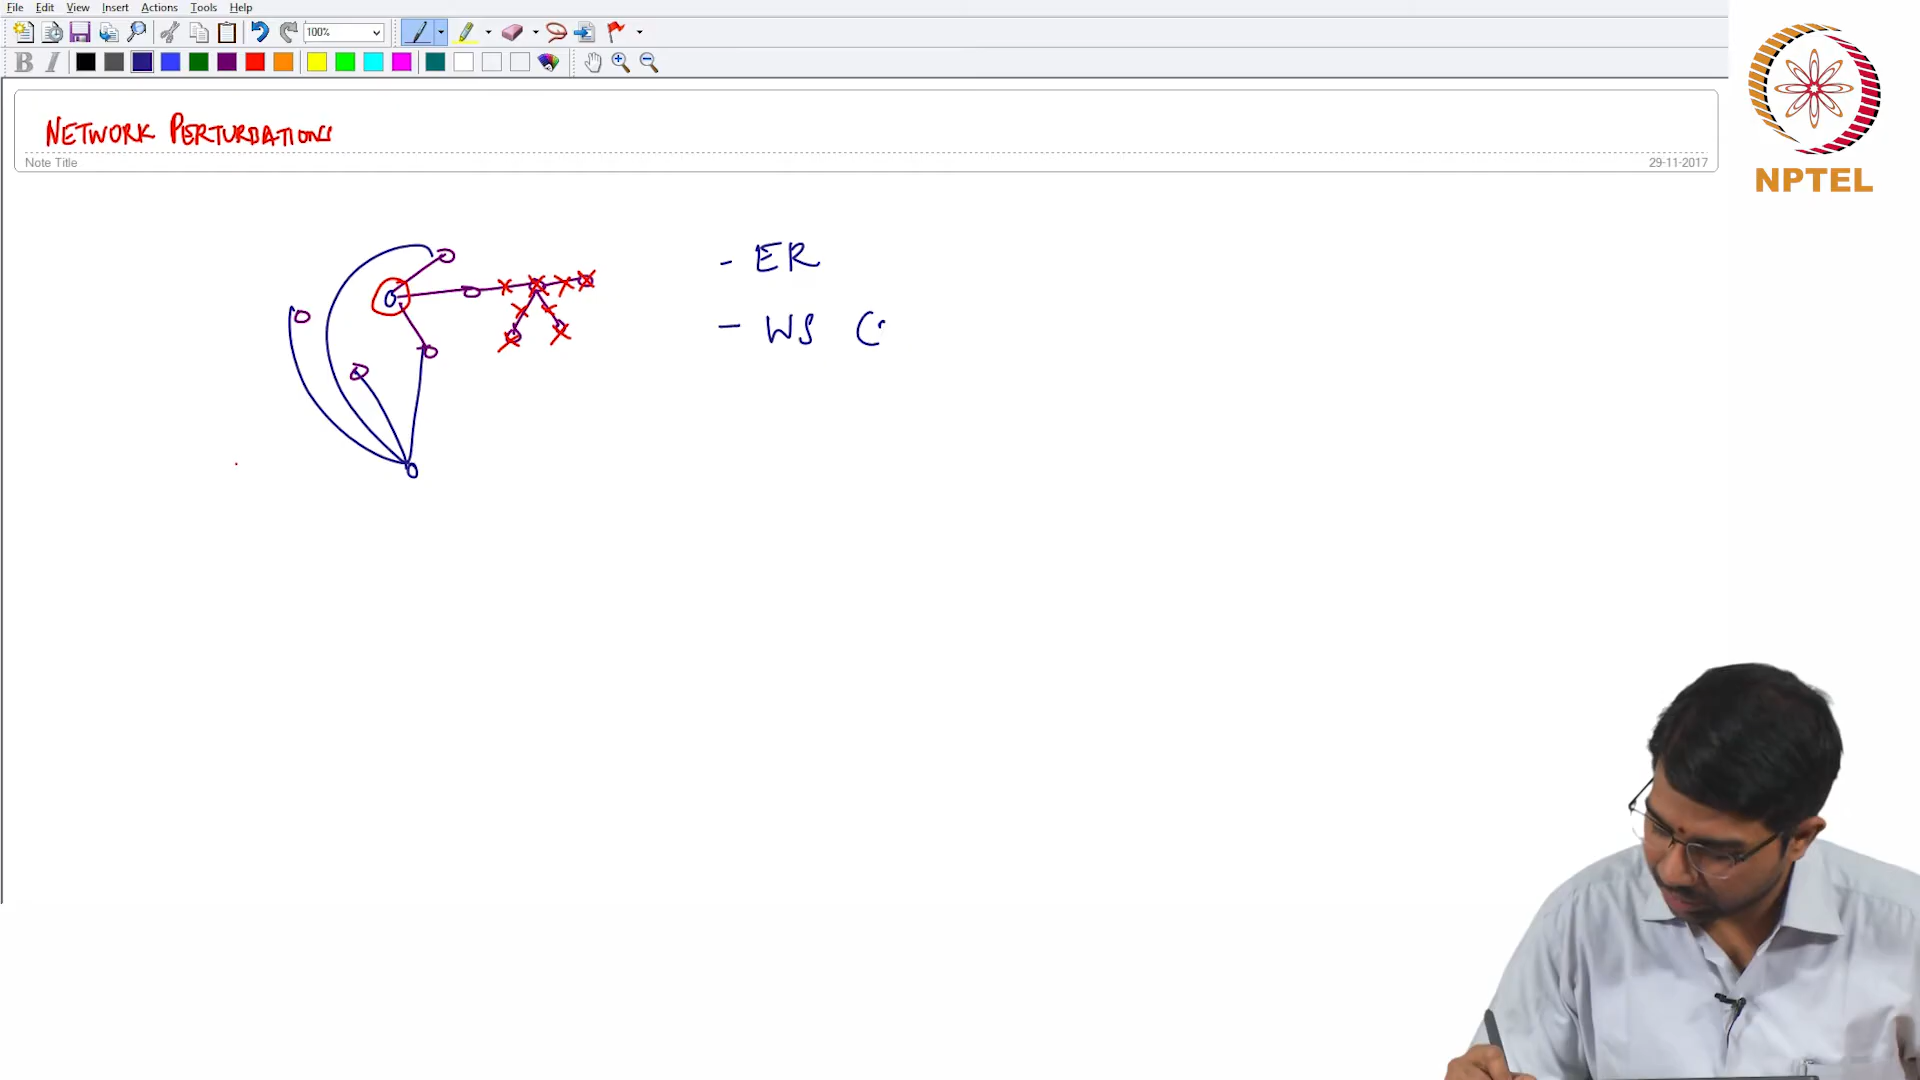 File Edit View Insert Actions Tools Help
100%
B I
NETWORK PERTURBATIONS
Note Title
29-11-2017
NPTEL
- ER
- WS (